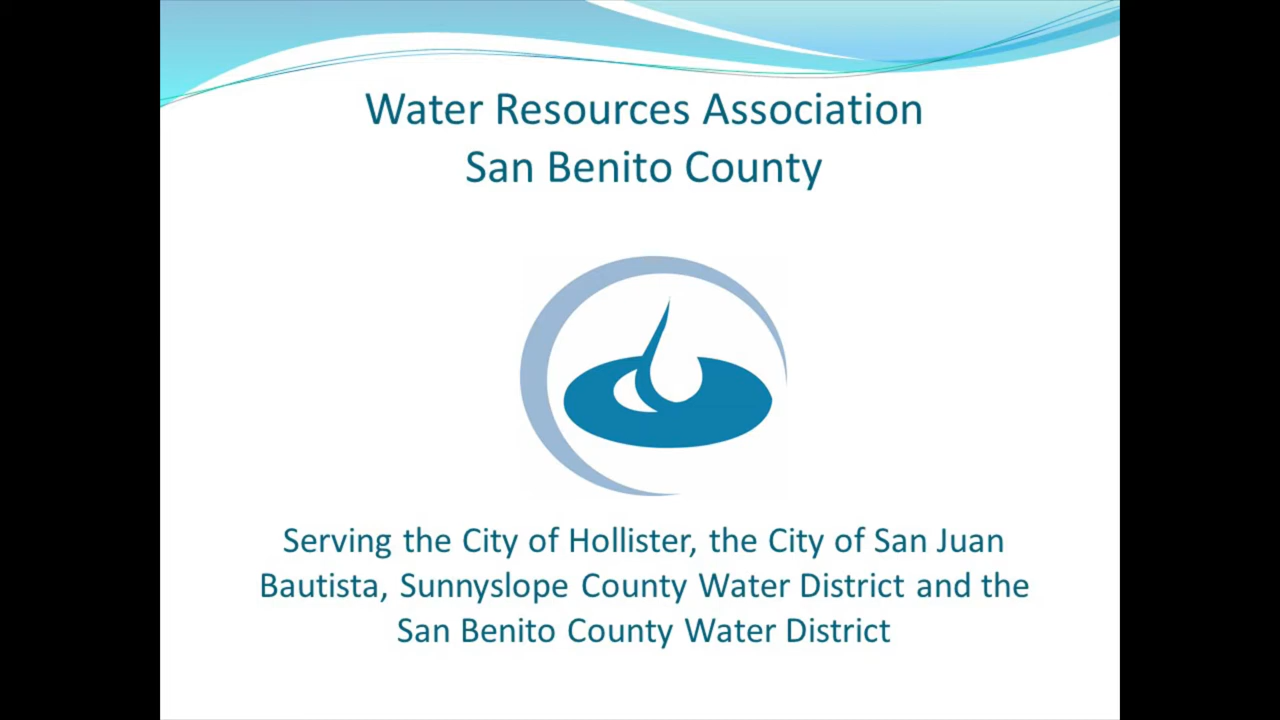 Water Resources Association
San Benito County
Serving the City of Hollister, the City of San Juan
Bautista, Sunnyslope County Water District and the
San Benito County Water District